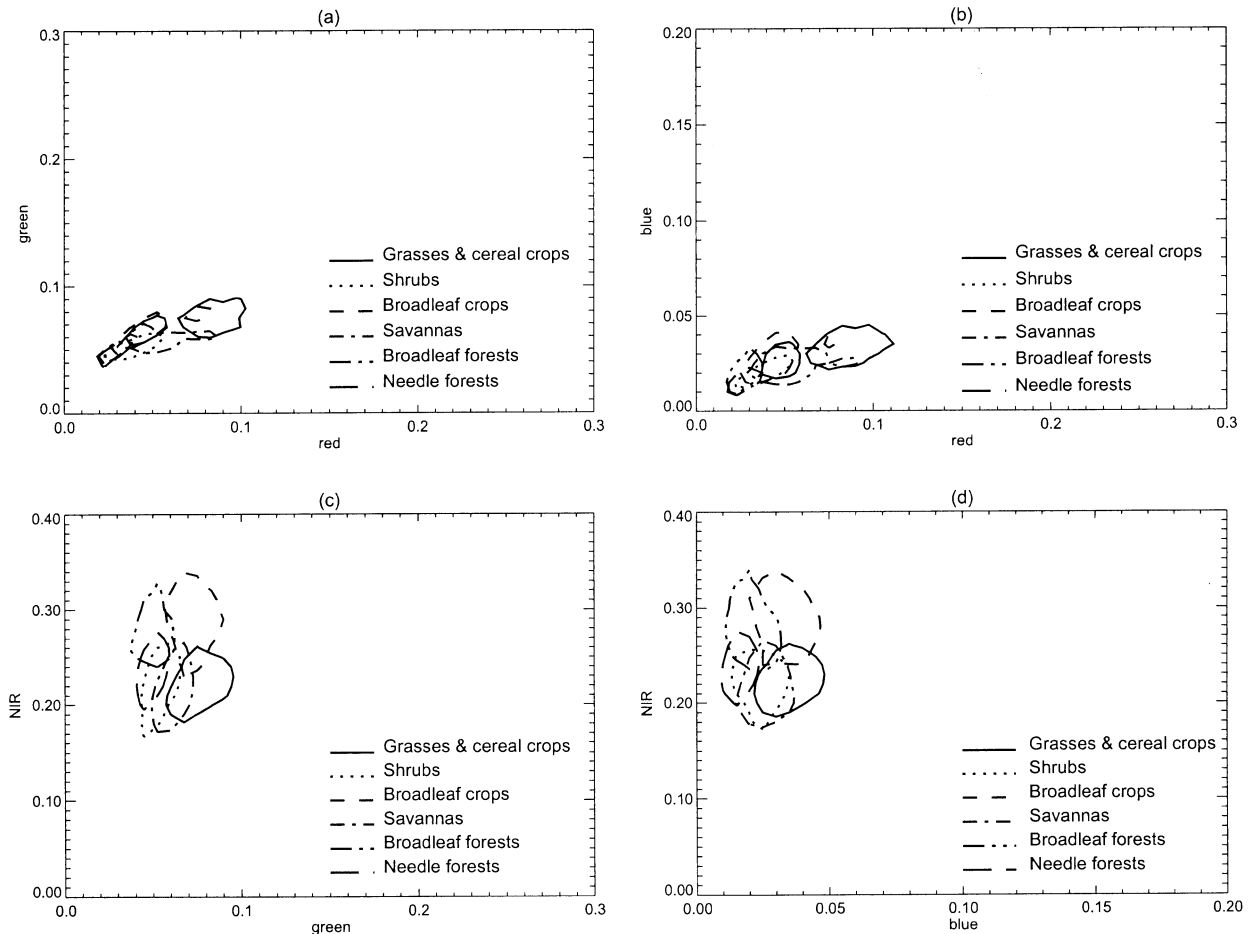 (a)
0.3
0.2
0.1
0.0
green
0.0 0.1 0.2 0.3
red
Grasses & cereal crops
Shrubs
Broadleaf crops
Savannas
Broadleaf forests
Needle forests
(b)
0.20
0.15
0.10
0.05
0.00
blue
0.0 0.1 0.2 0.3
red
Grasses & cereal crops
Shrubs
Broadleaf crops
Savannas
Broadleaf forests
Needle forests
(c)
0.40
0.30
0.20
0.10
0.00
NIR
0.0 0.1 0.2 0.3
green
Grasses & cereal crops
Shrubs
Broadleaf crops
Savannas
Broadleaf forests
Needle forests
(d)
0.40
0.30
0.20
0.10
0.00
NIR
0.00 0.05 0.10 0.15 0.20
blue
Grasses & cereal crops
Shrubs
Broadleaf crops
Savannas
Broadleaf forests
Needle forests